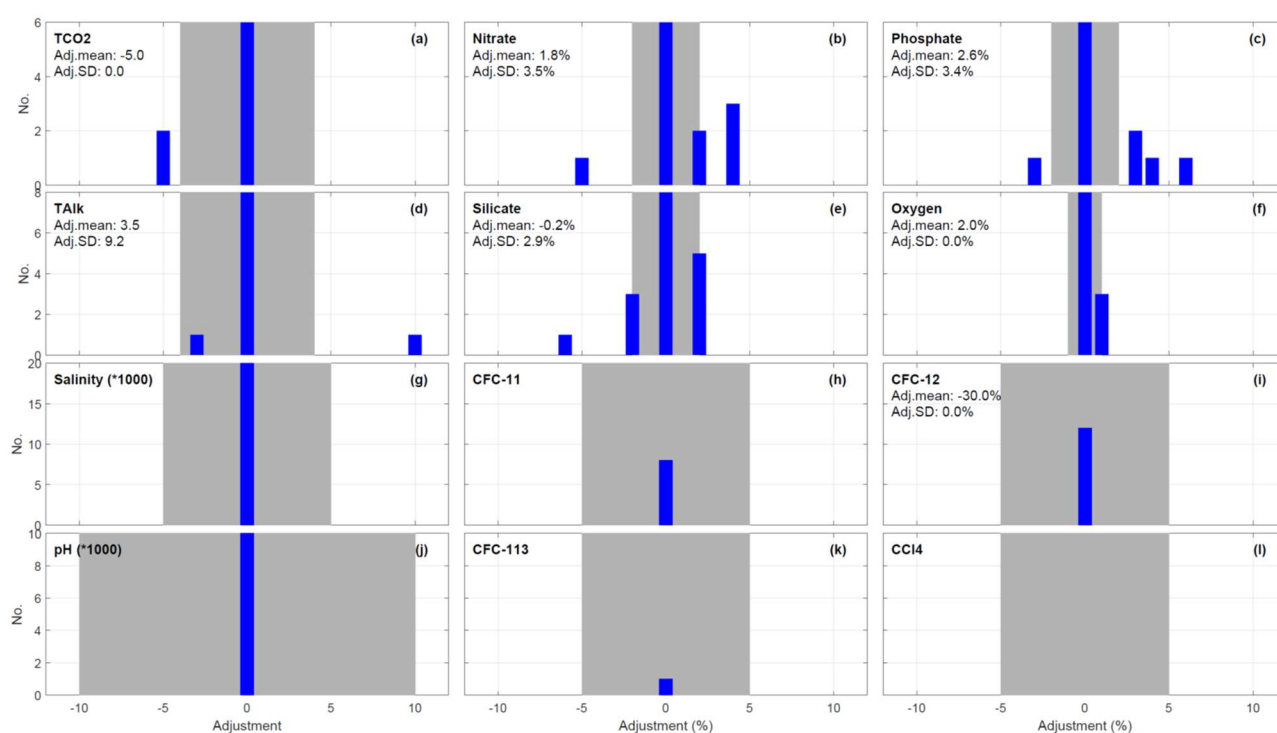 TCO2
(a)
Adj.mean: -5.0
Adj.SD: 0.0
Nitrate
(b)
Adj.mean: 1.8%
Adj.SD: 3.5%
Phosphate
(c)
Adj.mean: 2.6%
Adj.SD: 3.4%
No.
6
4
2
0
TAlk
(d)
Adj.mean: 3.5
Adj.SD: 9.2
Silicate
(e)
Adj.mean: -0.2%
Adj.SD: 2.9%
Oxygen
(f)
Adj.mean: 2.0%
Adj.SD: 0.0%
No.
8
6
4
2
0
Salinity (*1000)
(g)
CFC-11
(h)
CFC-12
(i)
Adj.mean: -30.0%
Adj.SD: 0.0%
No.
20
15
10
5
0
pH (*1000)
(j)
CFC-113
(k)
CCl4
(l)
No.
10
8
6
4
2
0
-10 -5 0 5 10
Adjustment
-10 -5 0 5 10
Adjustment (%)
-10 -5 0 5 10
Adjustment (%)